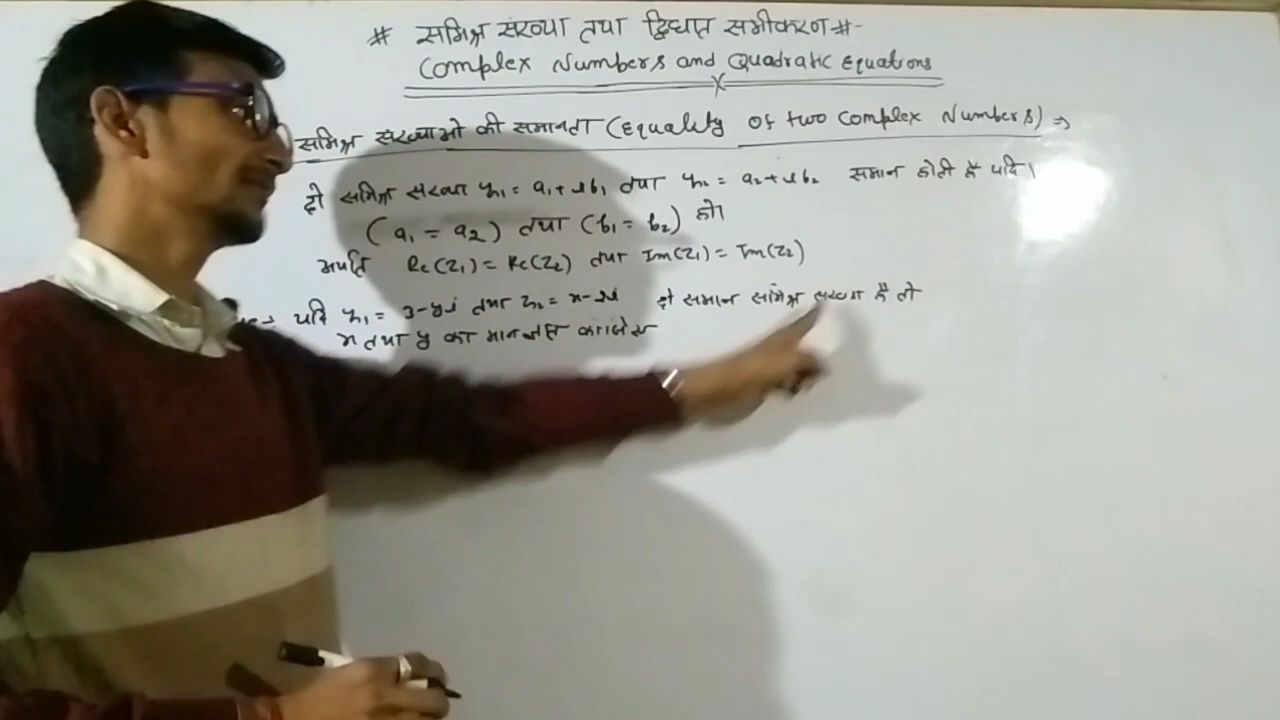 # समिश्र संख्या तथा द्विघात समीकरण #-
Complex Numbers and Quadratic Equations
समिश्र संख्याओ की समानता (Equality of two Complex Numbers) ⇒
दो समिश्र संख्या z₁ = a₁+ib₁ तथा z₂ = a₂+ib₂ समान होती है यदि।
(a₁ = a₂) तथा (b₁ = b₂) हो।
अर्थात Re(z₁) = Re(z₂) तथा Im(z₁) = Im(z₂)
यदि z₁ = 3-yi तथा z₂ = x-2i दो समान समिश्र संख्या है तो
x तथा y का मान ज्ञात